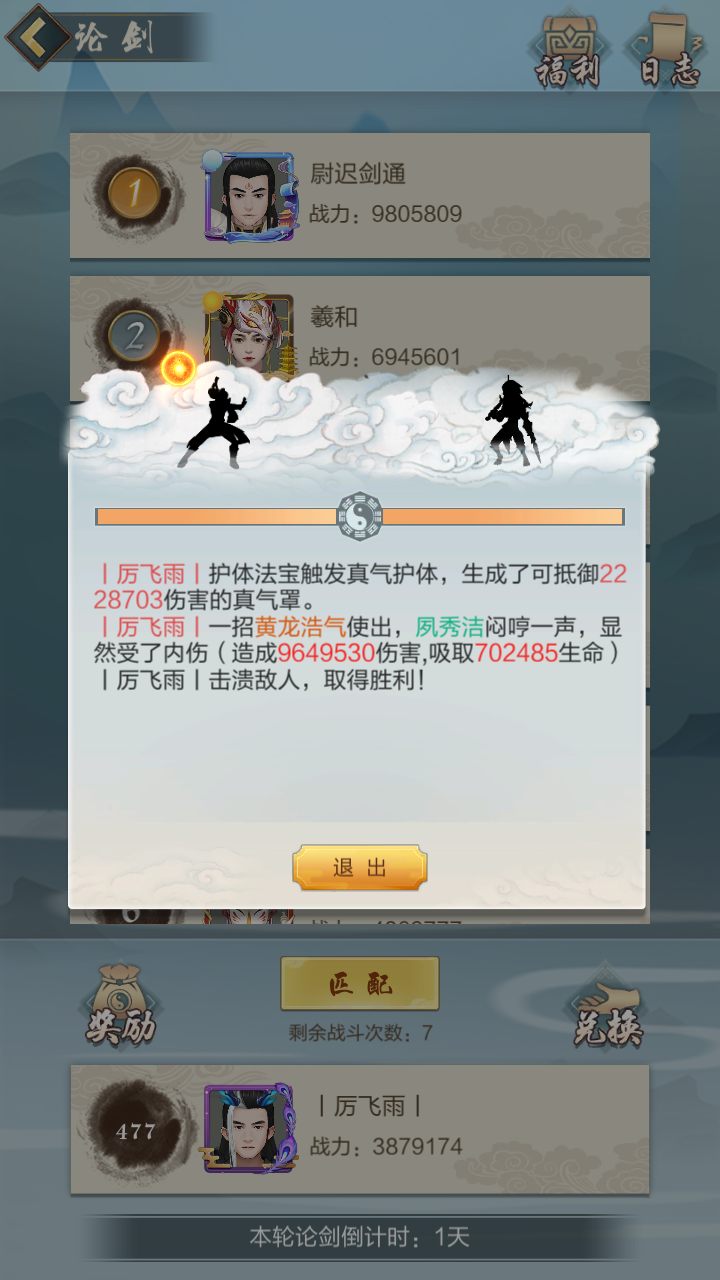 论剑
福利
日志
1
尉迟剑通
战力：9805809
2
羲和
战力：6945601
丨厉飞雨丨护体法宝触发真气护体，生成了可抵御22
28703伤害的真气罩。
丨厉飞雨丨一招黄龙浩气使出，夙秀洁闷哼一声，显
然受了内伤（造成9649530伤害,吸取702485生命）
丨厉飞雨丨击溃敌人，取得胜利！
退出
6
匹配
奖励
剩余战斗次数：7
兑换
477
丨厉飞雨丨
战力：3879174
本轮论剑倒计时：1天